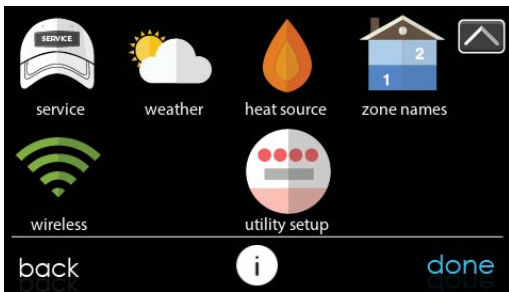 SERVICE
2
1
service weather heat source zone names
wireless utility setup
back i done